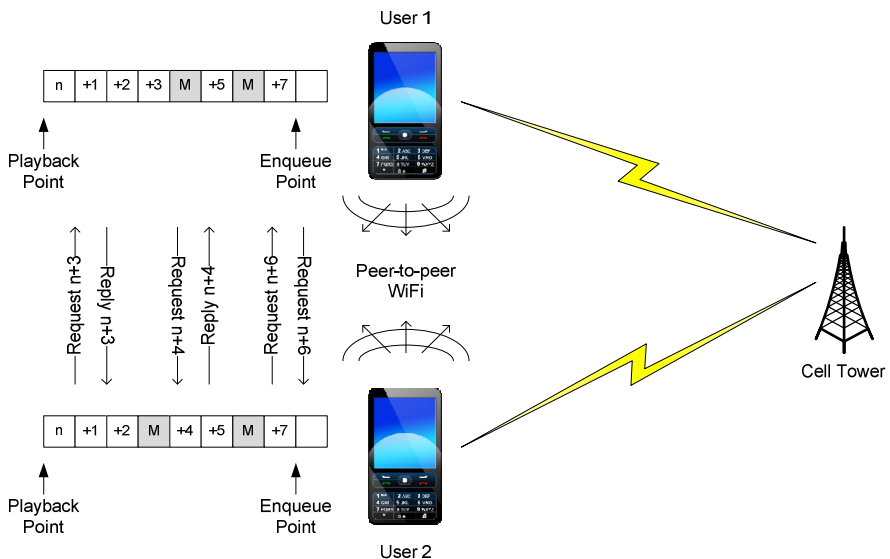 User 1
n +1 +2 +3 M +5 M +7
Playback
Point
Enqueue
Point
Request n+3
Reply n+3
Request n+4
Reply n+4
Request n+6
Request n+6
Peer-to-peer
WiFi
Cell Tower
n +1 +2 M +4 +5 M +7
Playback
Point
Enqueue
Point
User 2